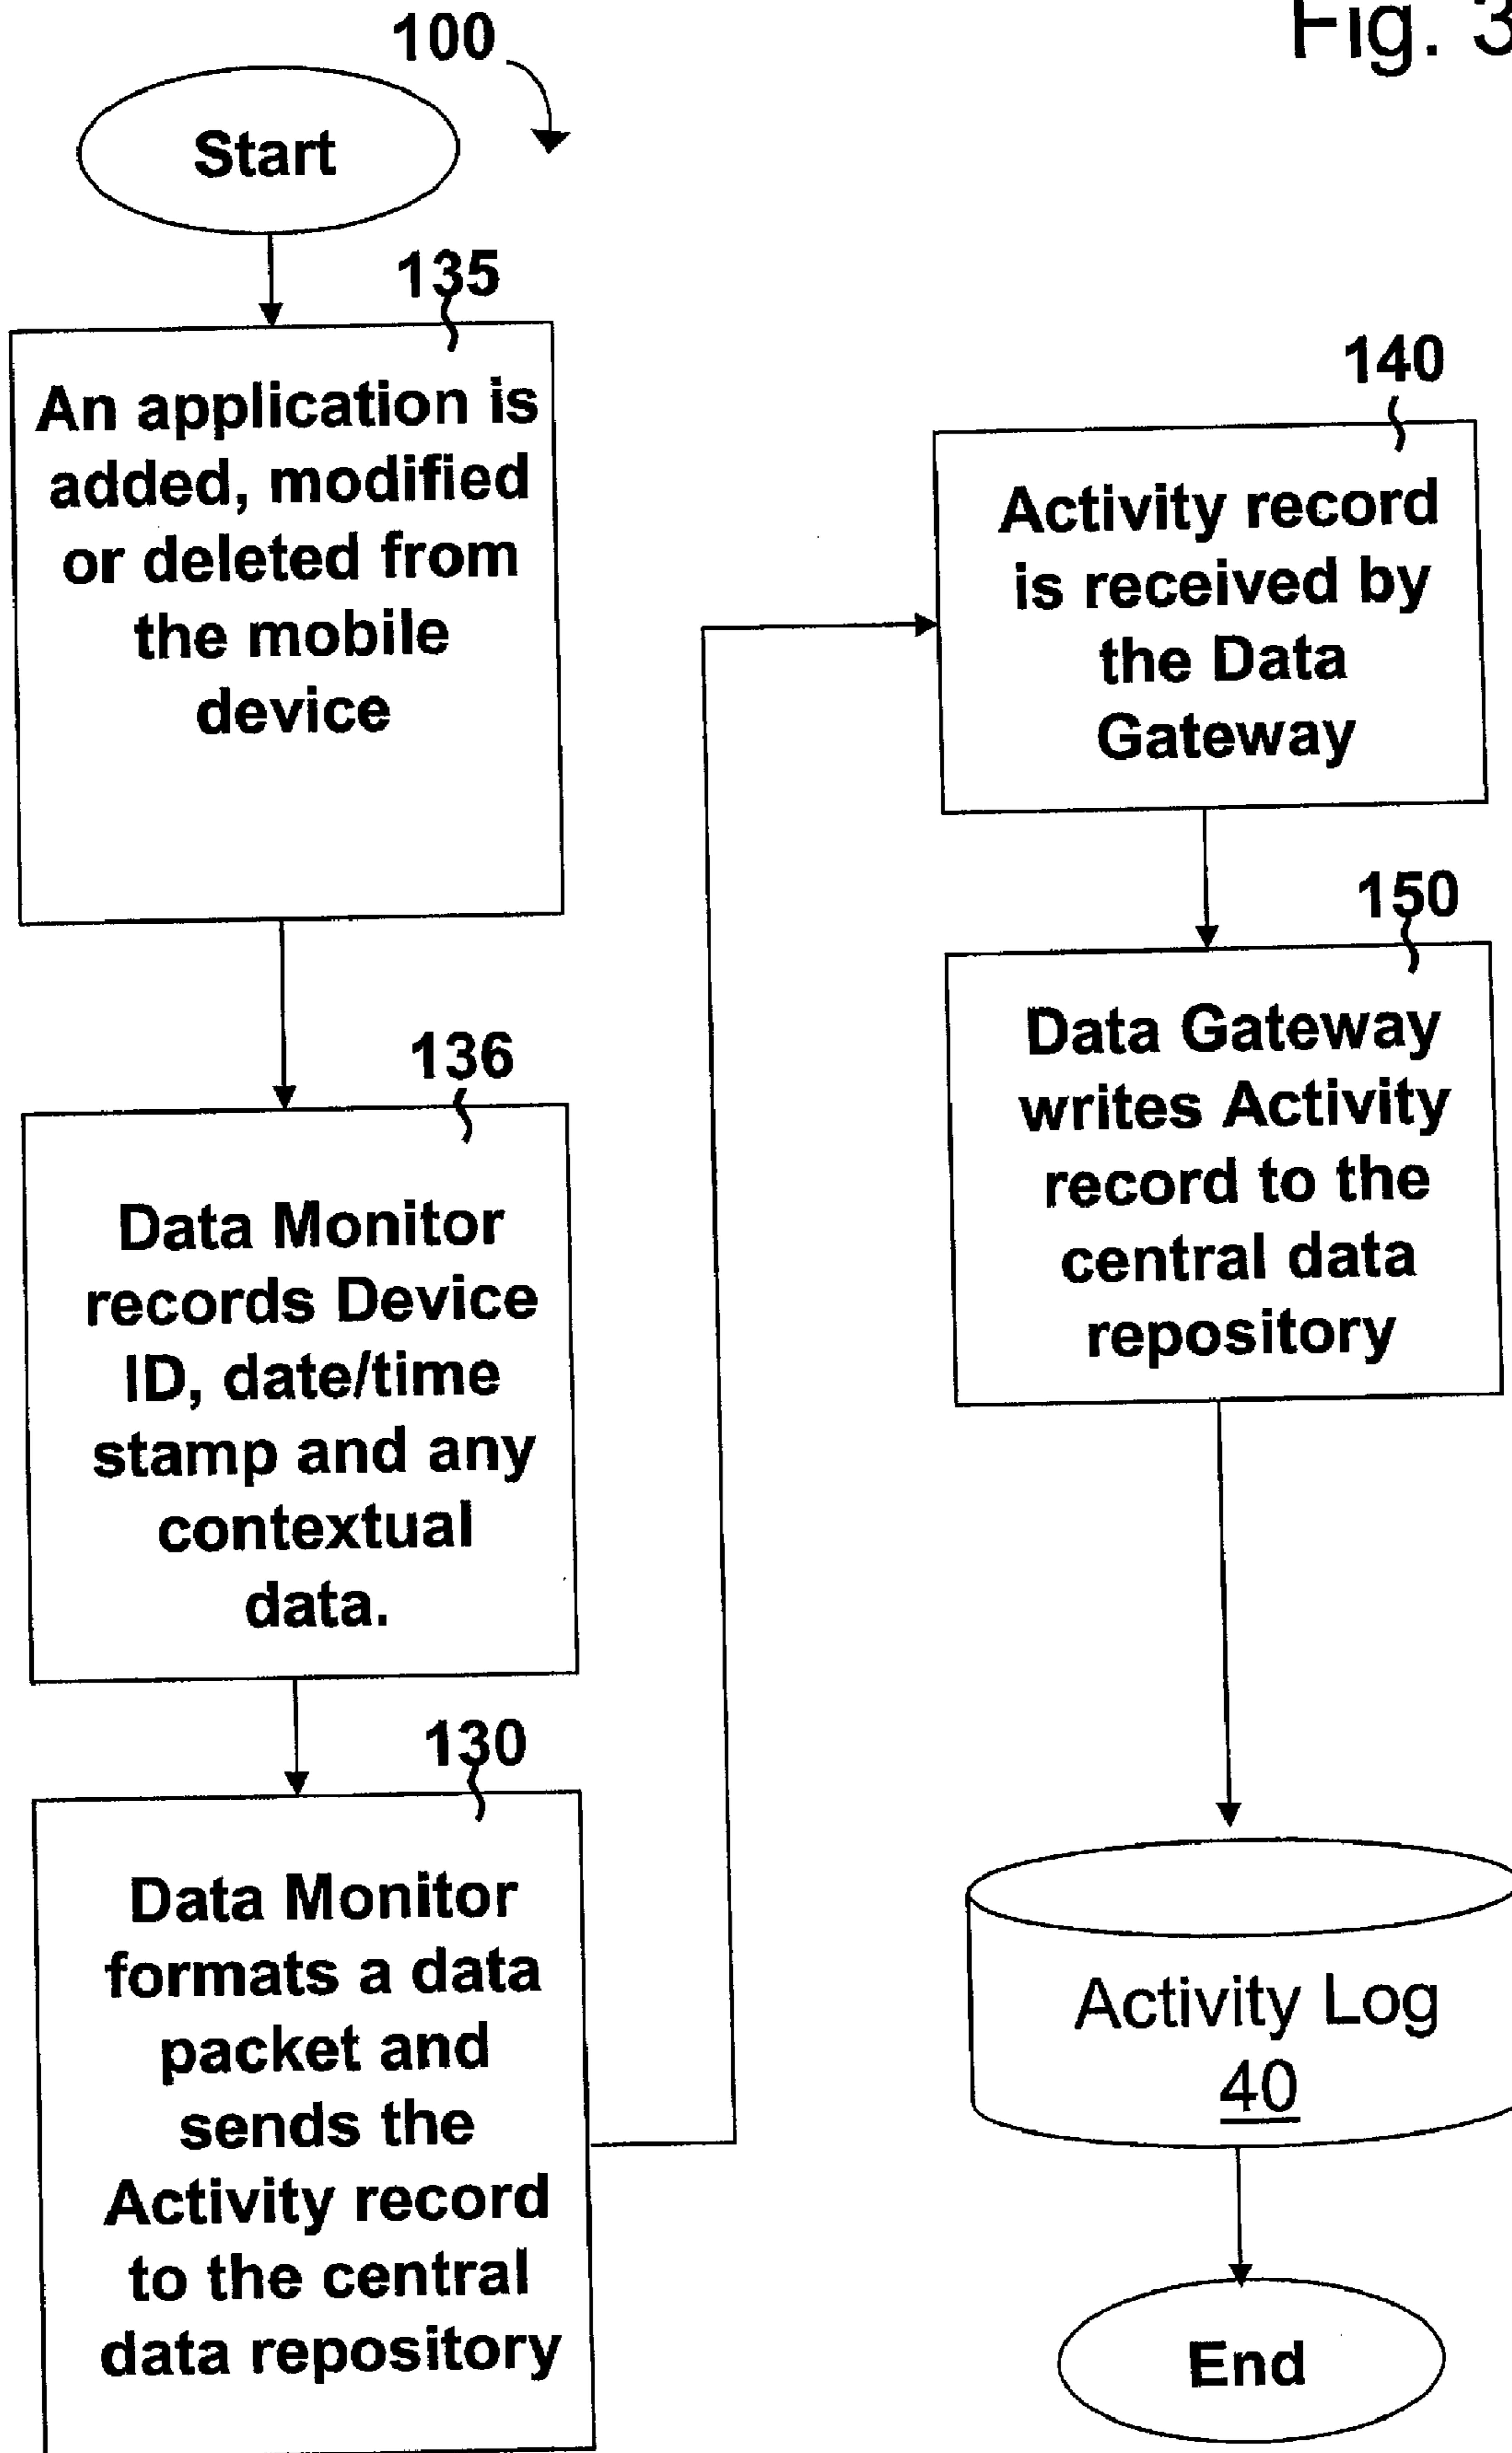 Fig. 3
100
Start
135
An application is
added, modified
or deleted from
the mobile
device
136
Data Monitor
records Device
ID, date/time
stamp and any
contextual
data.
130
Data Monitor
formats a data
packet and
sends the
Activity record
to the central
data repository
140
Activity record
is received by
the Data
Gateway
150
Data Gateway
writes Activity
record to the
central data
repository
Activity Log
40
End